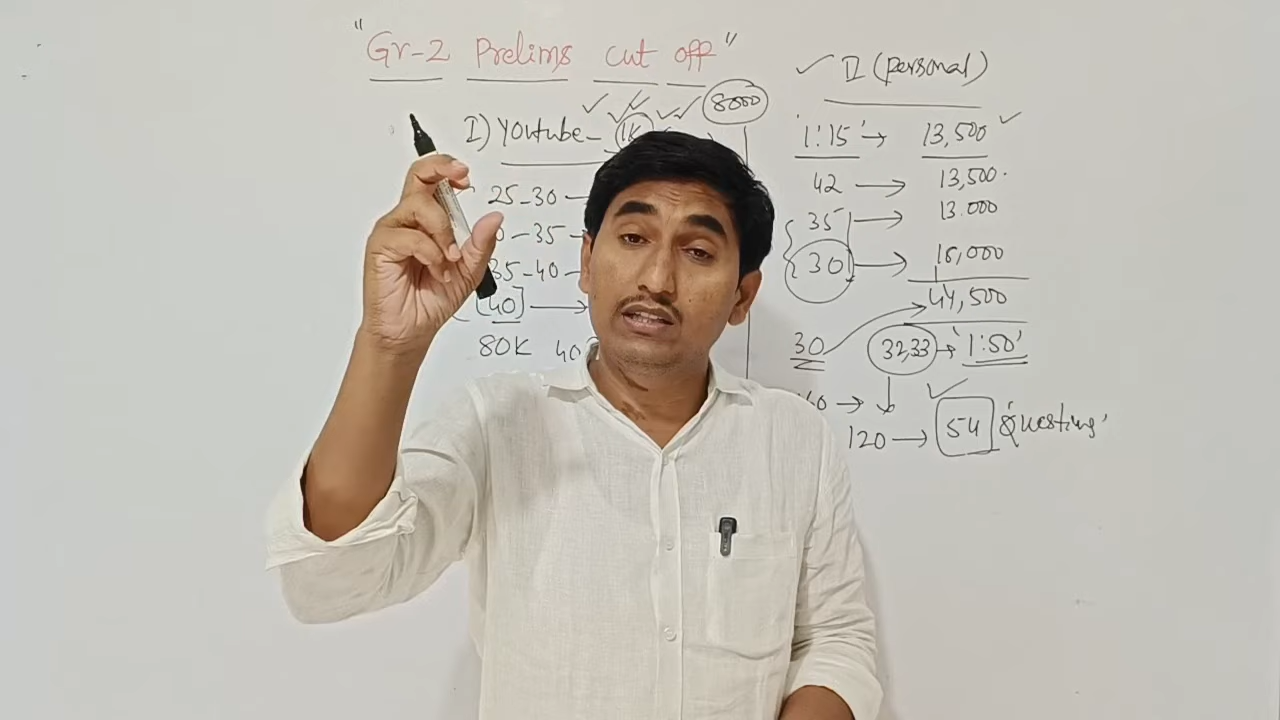 "Gr-2 Prelims cut off"
I) Youtube - 1K
8000
25-30 —
0-35 -
35-40 -
[40] →
80K 40
✓ II (personal)
'1:15' → 13,500 ✓
42 → 13,500.
35 → 13.000
30 → 18,000
44,500
30
32,33 → '1:50'
→
120 → 54 Questions'